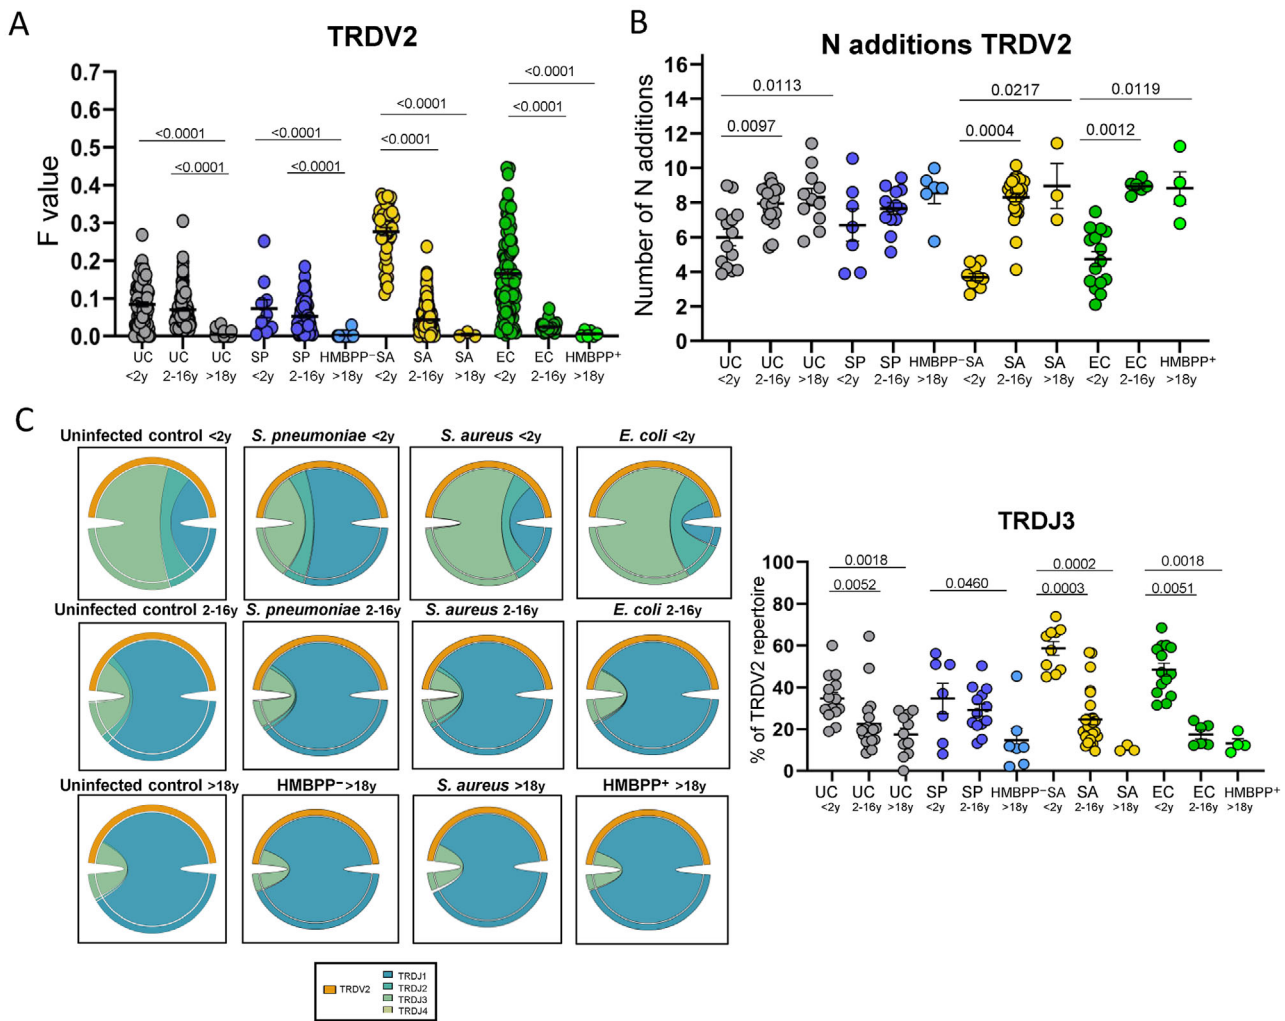 A
TRDV2
F value
0.7
0.6
0.5
0.4
0.3
0.2
0.1
0.0
<0.0001
<0.0001
<0.0001
<0.0001
<0.0001
<0.0001
<0.0001
<0.0001
UC UC UC SP SP HMBPP⁻ SA SA SA EC EC HMBPP⁺
<2y 2-16y >18y <2y 2-16y >18y <2y 2-16y >18y <2y 2-16y >18y
B
N additions TRDV2
Number of N additions
16
14
12
10
8
6
4
2
0
0.0113
0.0097
0.0217
0.0004
0.0119
0.0012
UC UC UC SP SP HMBPP⁻SA SA SA EC EC HMBPP⁺
<2y 2-16y >18y <2y 2-16y >18y <2y 2-16y >18y <2y 2-16y >18y
C
Uninfected control <2y S. pneumoniae <2y S. aureus <2y E. coli <2y
Uninfected control 2-16y S. pneumoniae 2-16y S. aureus 2-16y E. coli 2-16y
Uninfected control >18y HMBPP⁻>18y S. aureus >18y HMBPP⁺ >18y
TRDV2
TRDJ1
TRDJ2
TRDJ3
TRDJ4
TRDJ3
% of TRDV2 repertoire
100
80
60
40
20
0
0.0018
0.0052
0.0460
0.0002
0.0003
0.0018
0.0051
UC UC UC SP SP HMBPP⁻SA SA SA EC EC HMBPP⁺
<2y 2-16y >18y <2y 2-16y >18y <2y 2-16y >18y <2y 2-16y >18y